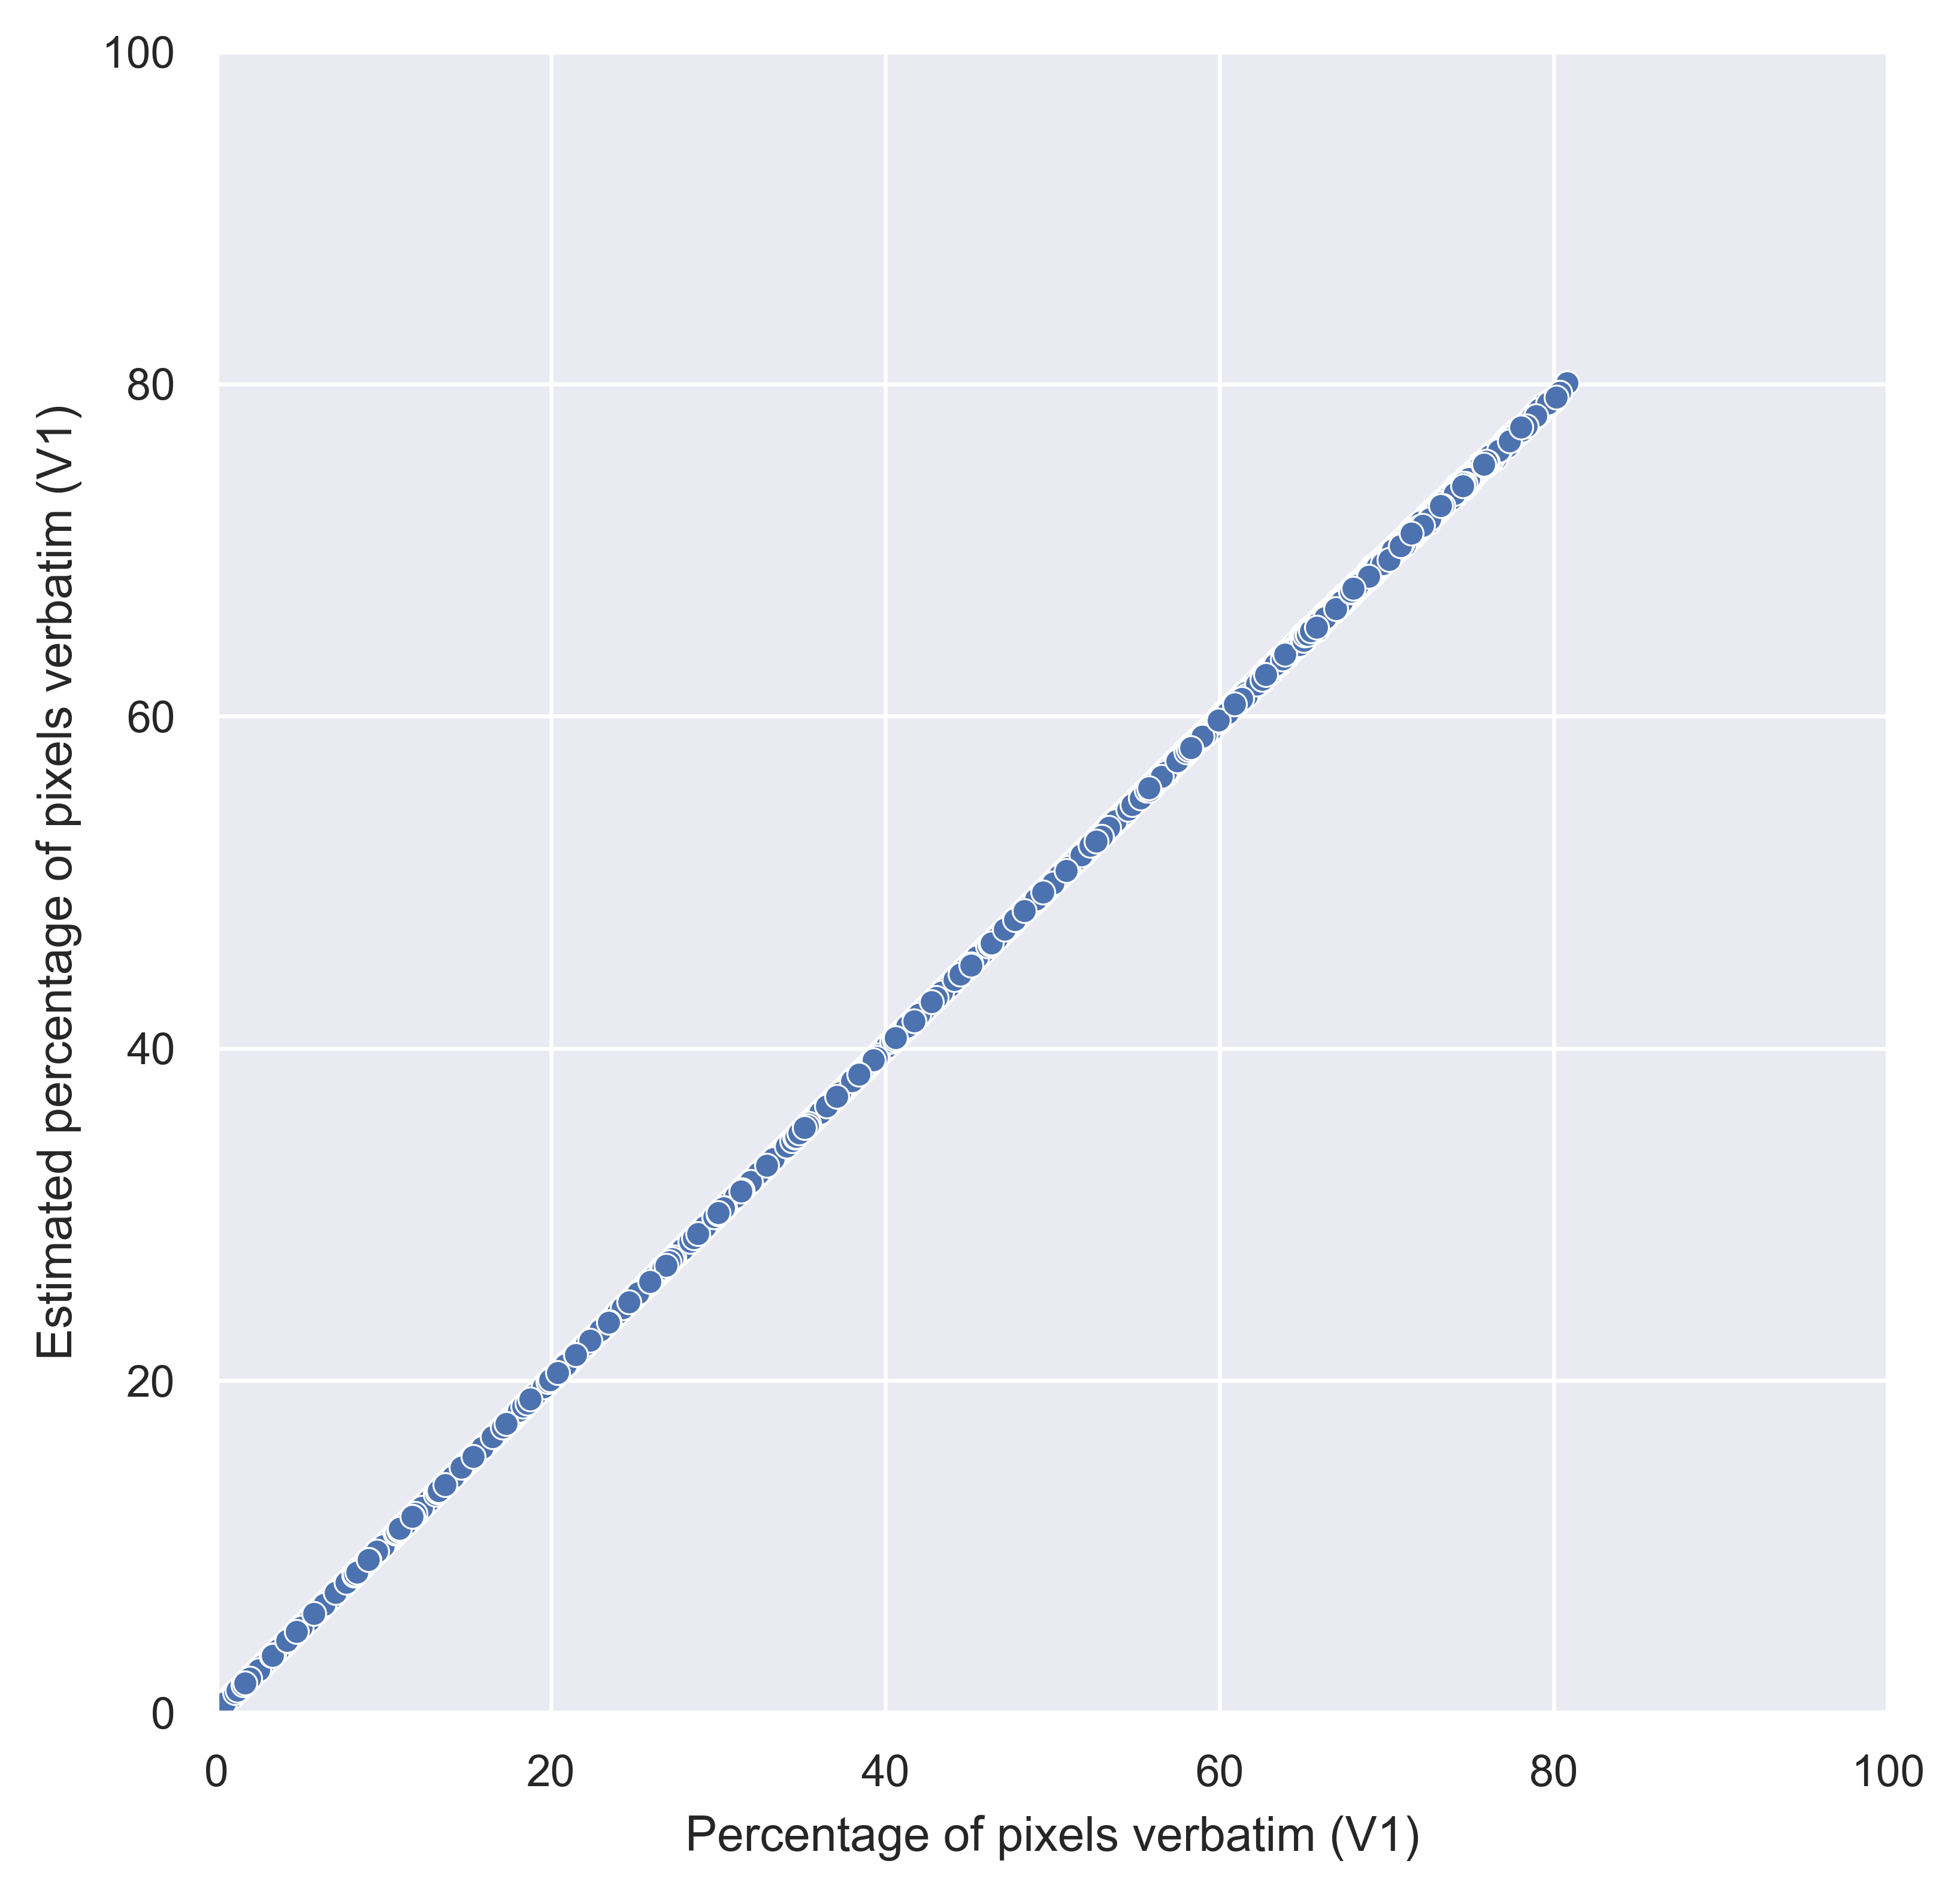 Estimated percentage of pixels verbatim (V1)
100
80
60
40
20
0
0 20 40 60 80 100
Percentage of pixels verbatim (V1)